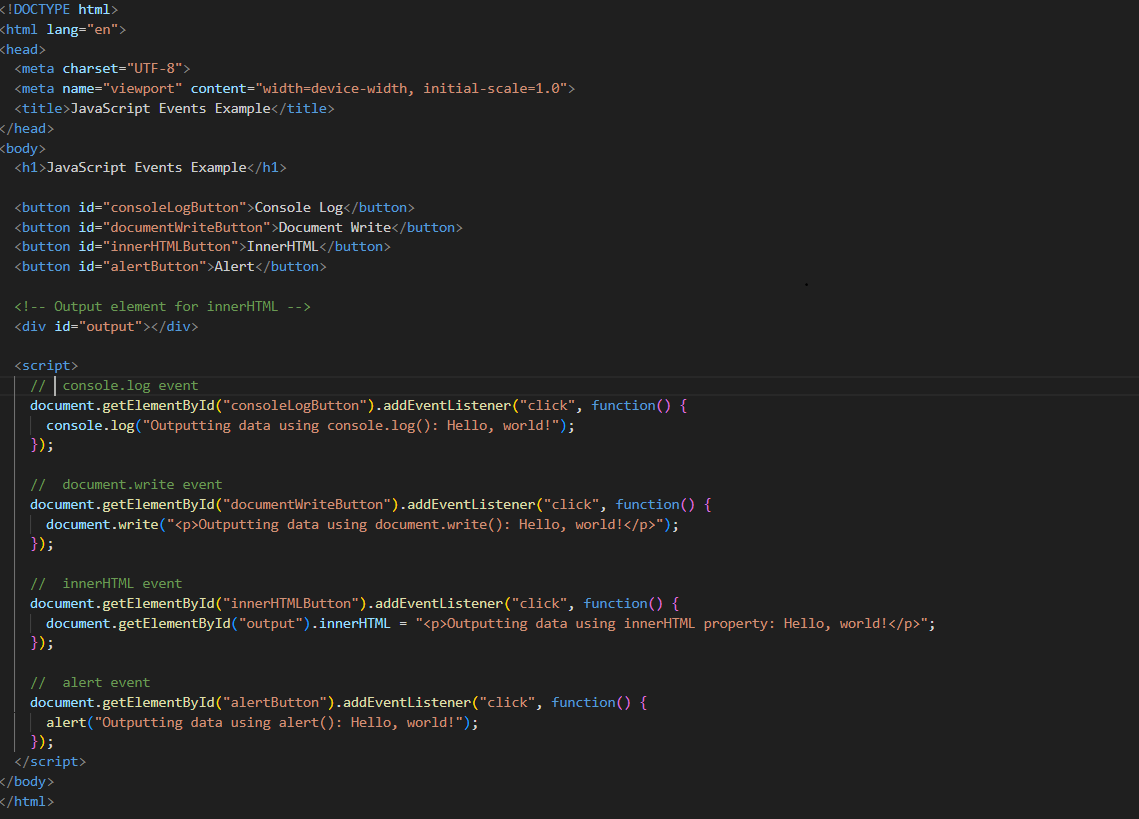 <!DOCTYPE html>
<html lang="en">
<head>
  <meta charset="UTF-8">
  <meta name="viewport" content="width=device-width, initial-scale=1.0">
  <title>JavaScript Events Example</title>
</head>
<body>
  <h1>JavaScript Events Example</h1>

  <button id="consoleLogButton">Console Log</button>
  <button id="documentWriteButton">Document Write</button>
  <button id="innerHTMLButton">InnerHTML</button>
  <button id="alertButton">Alert</button>

  <!-- Output element for innerHTML -->
  <div id="output"></div>

  <script>
    //  console.log event
    document.getElementById("consoleLogButton").addEventListener("click", function() {
      console.log("Outputting data using console.log(): Hello, world!");
    });

    //  document.write event
    document.getElementById("documentWriteButton").addEventListener("click", function() {
      document.write("<p>Outputting data using document.write(): Hello, world!</p>");
    });

    //  innerHTML event
    document.getElementById("innerHTMLButton").addEventListener("click", function() {
      document.getElementById("output").innerHTML = "<p>Outputting data using innerHTML property: Hello, world!</p>";
    });

    //  alert event
    document.getElementById("alertButton").addEventListener("click", function() {
      alert("Outputting data using alert(): Hello, world!");
    });
  </script>
</body>
</html>